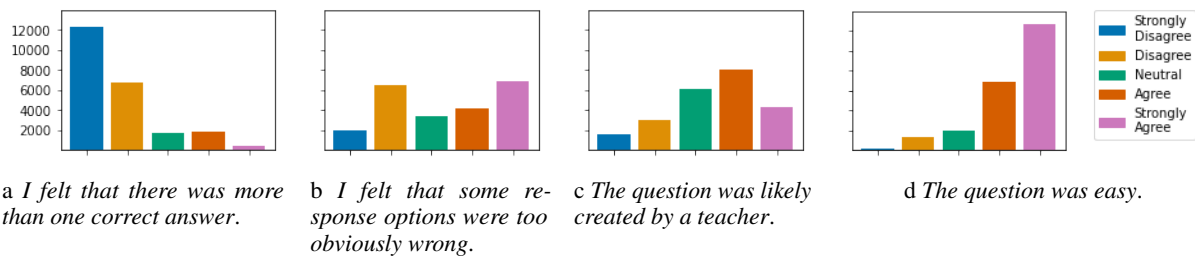 12000
10000
8000
6000
4000
2000
Strongly
Disagree
Disagree
Neutral
Agree
Strongly
Agree
a I felt that there was more
than one correct answer.
b I felt that some re-
sponse options were too
obviously wrong.
c The question was likely
created by a teacher.
d The question was easy.